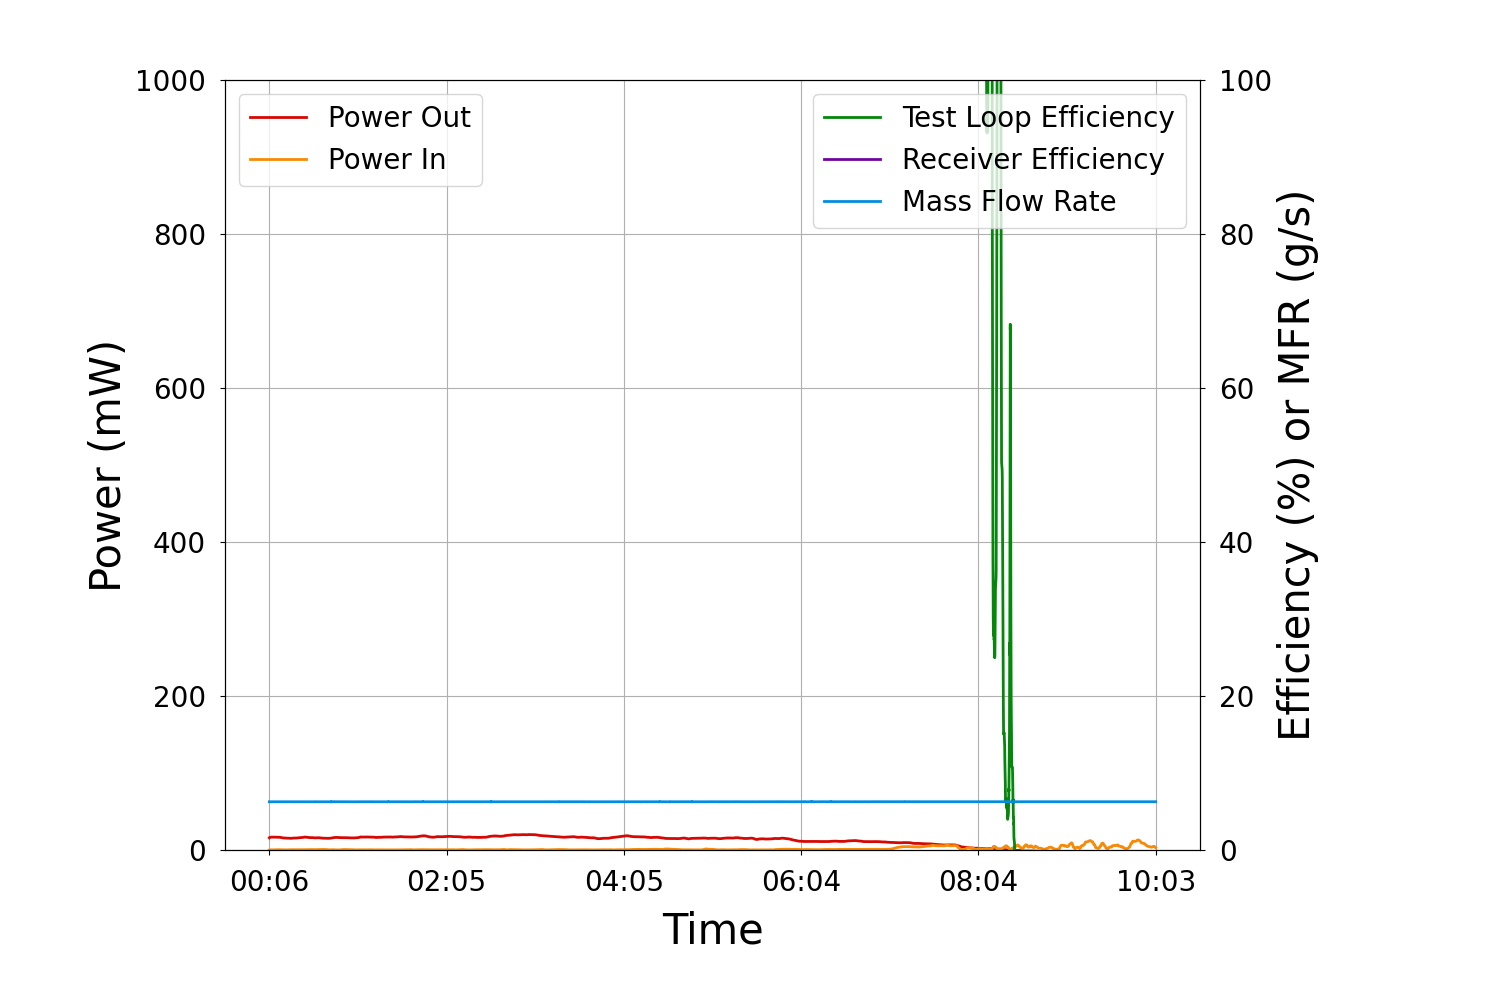 1000
800
600
400
200
0
Power (mW)
Power Out
Power In
Test Loop Efficiency
Receiver Efficiency
Mass Flow Rate
100
80
60
40
20
0
Efficiency (%) or MFR (g/s)
00:06 02:05 04:05 06:04 08:04 10:03
Time